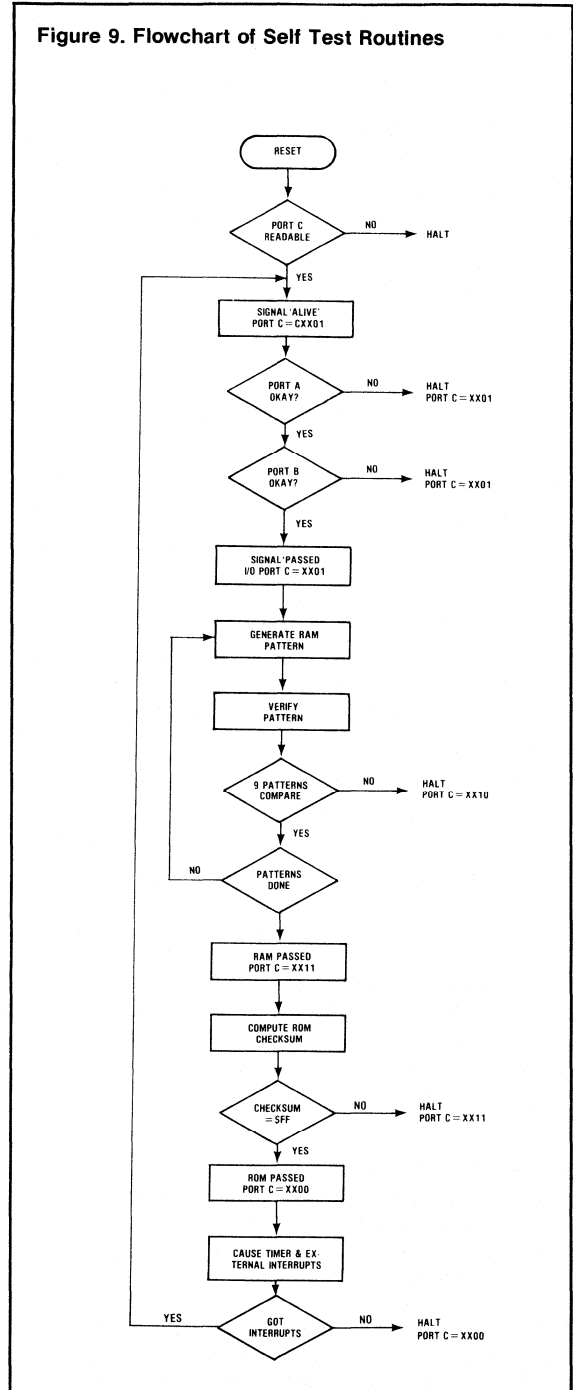 Figure 9. Flowchart of Self Test Routines
RESET
PORT C
READABLE
NO
HALT
YES
SIGNAL 'ALIVE'
PORT C = CXX01
PORT A
OKAY?
NO
HALT
PORT C = XX01
YES
PORT B
OKAY?
NO
HALT
PORT C = XX01
YES
SIGNAL 'PASSED
I/O PORT C = XX01
GENERATE RAM
PATTERN
VERIFY
PATTERN
9 PATTERNS
COMPARE
NO
HALT
PORT C = XX10
YES
NO
PATTERNS
DONE
RAM PASSED
PORT C = XX11
COMPUTE ROM
CHECKSUM
CHECKSUM
= $FF
NO
HALT
PORT C = XX11
YES
ROM PASSED
PORT C = XX00
CAUSE TIMER & EX-
TERNAL INTERRUPTS
YES
GOT
INTERRUPTS
NO
HALT
PORT C = XX00